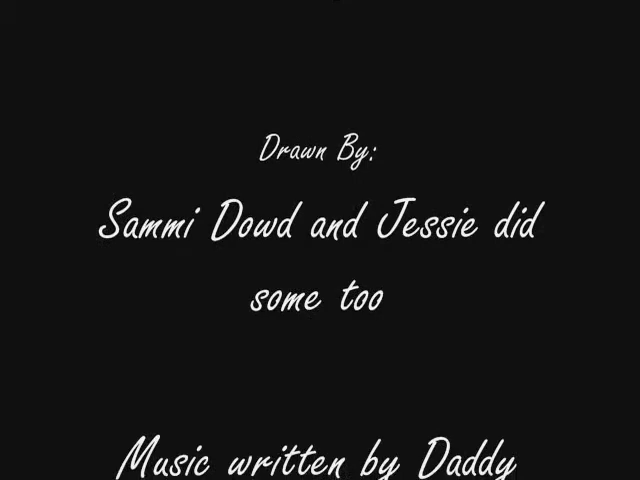 Drawn By:
Sammi Dowd and Jessie did
some too
Music written by Daddy